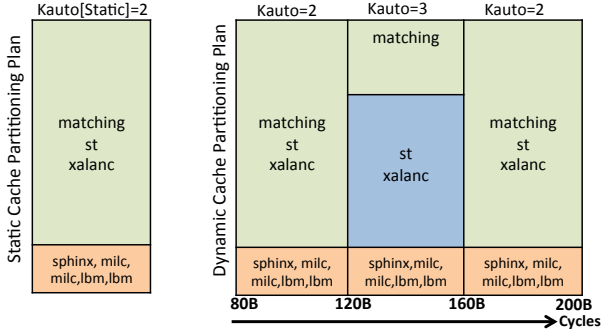 Kauto[Static]=2
Static Cache Partitioning Plan
matching
st
xalanc
sphinx, milc,
milc,lbm,lbm
Dynamic Cache Partitioning Plan
Kauto=2
Kauto=3
Kauto=2
matching
st
xalanc
matching
st
xalanc
matching
st
xalanc
sphinx, milc,
milc,lbm,lbm
sphinx,milc,
milc,lbm,lbm
sphinx, milc,
milc,lbm,lbm
80B
120B
160B
200B
Cycles